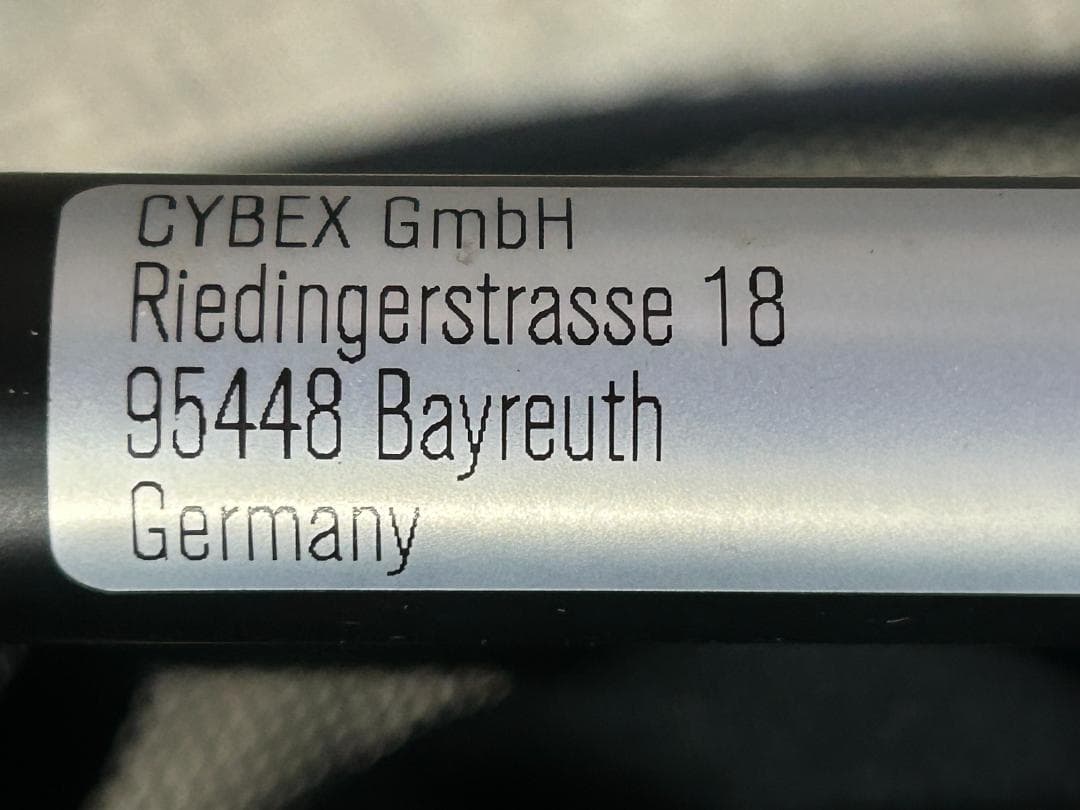 CYBEX GmbH
Riedingerstrasse 18
95448 Bayreuth
Germany